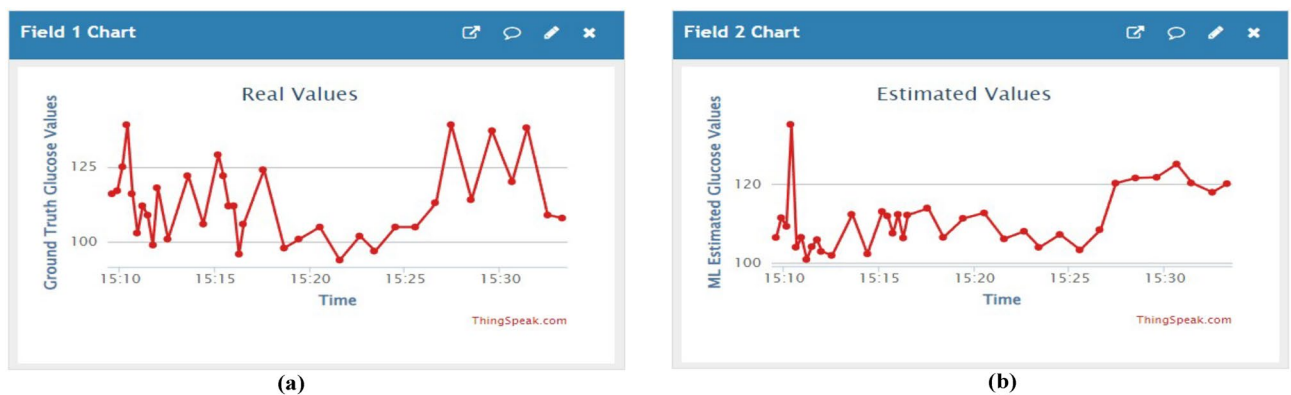 Field 1 Chart
Real Values
Ground Truth Glucose Values
125
100
15:10 15:15 15:20 15:25 15:30
Time
ThingSpeak.com
(a)
Field 2 Chart
Estimated Values
ML Estimated Glucose Values
120
100
15:10 15:15 15:20 15:25 15:30
Time
ThingSpeak.com
(b)